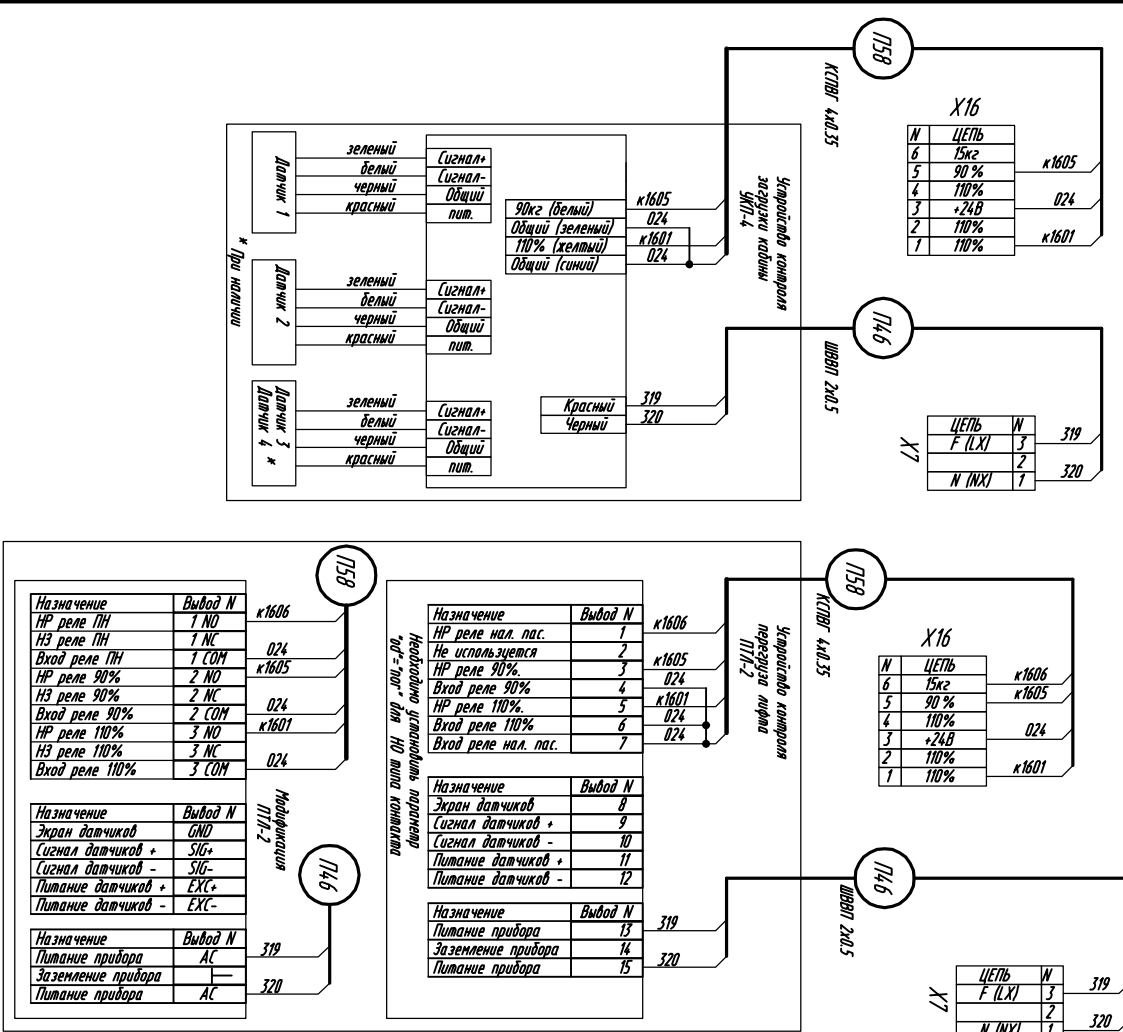 П58
КСПВГ 4х0.35
X16
N ЦЕПЬ
6 15кг
5 90 % к1605
4 110%
3 +24В 024
2 110%
1 110% к1601
Устройство контроля
загрузки кабины
УКП-4
Датчик 1
зеленый Сигнал+
белый Сигнал-
черный Общий
красный пит.
90кг (белый) к1605
Общий (зеленый) 024
110% (желтый) к1601
Общий (синий) 024
* При наличии
Датчик 2
зеленый Сигнал+
белый Сигнал-
черный Общий
красный пит.
П46
ШВВП 2х0.5
Датчик 3
Датчик 4 *
зеленый Сигнал+
белый Сигнал-
черный Общий
красный пит.
Красный 319
Черный 320
X7
ЦЕПЬ N
F (LX) 3 319
2
N (NX) 1 320
П58
Назначение Вывод N
НР реле ПН 1 NO к1606
НЗ реле ПН 1 NC
Вход реле ПН 1 COM 024
НР реле 90% 2 NO к1605
НЗ реле 90% 2 NC
Вход реле 90% 2 COM 024
НР реле 110% 3 NO к1601
НЗ реле 110% 3 NC
Вход реле 110% 3 COM 024
Модификация
ПТЛ-2
Назначение Вывод N
Экран датчиков GND
Сигнал датчиков + SIG+
Сигнал датчиков - SIG-
Питание датчиков + EXC+
Питание датчиков - EXC-
П46
Назначение Вывод N
Питание прибора AC 319
Заземление прибора
Питание прибора AC 320
Необходимо установить параметр
"od"="nor" для НО типа контакта
Назначение Вывод N
НР реле нал. пас. 1 к1606
Не используется 2
НР реле 90%. 3 к1605
Вход реле 90% 4 024
НР реле 110%. 5 к1601
Вход реле 110% 6 024
Вход реле нал. пас. 7 024
Назначение Вывод N
Экран датчиков 8
Сигнал датчиков + 9
Сигнал датчиков - 10
Питание датчиков + 11
Питание датчиков - 12
Назначение Вывод N
Питание прибора 13 319
Заземление прибора 14
Питание прибора 15 320
Устройство контроля
перегруза лифта
ПТЛ-2
П58
КСПВГ 4х0.35
X16
N ЦЕПЬ
6 15кг к1606
5 90 % к1605
4 110%
3 +24В 024
2 110%
1 110% к1601
П46
ШВВП 2х0.5
X7
ЦЕПЬ N
F (LX) 3 319
2
N (NX) 1 320